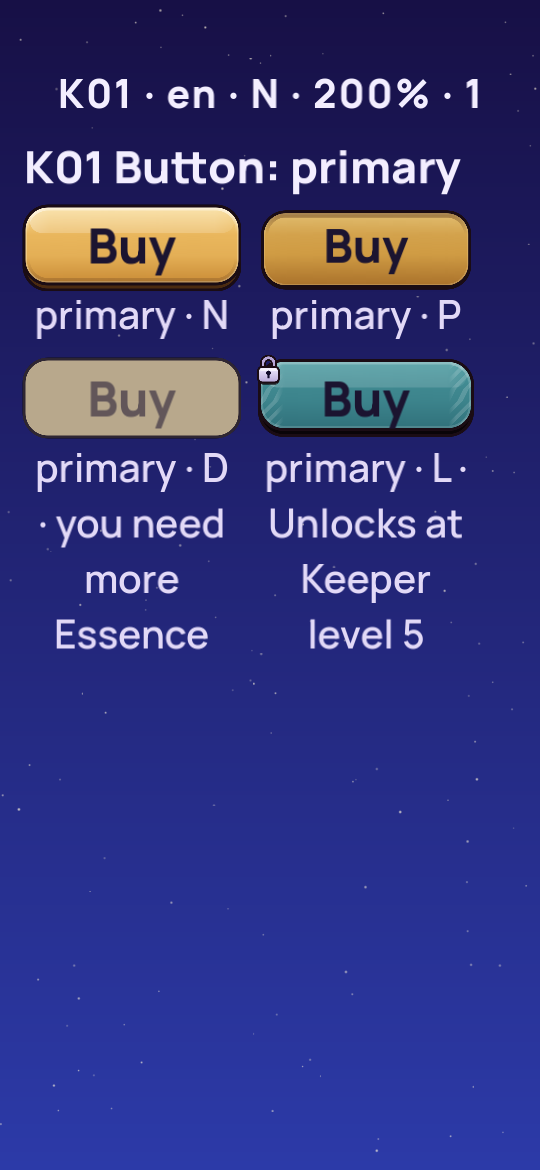 K01 · en · N · 200% · 1
K01 Button: primary
Buy
Buy
primary · N
primary · P
Buy
Buy
primary · D
· you need
more
Essence
primary · L ·
Unlocks at
Keeper
level 5